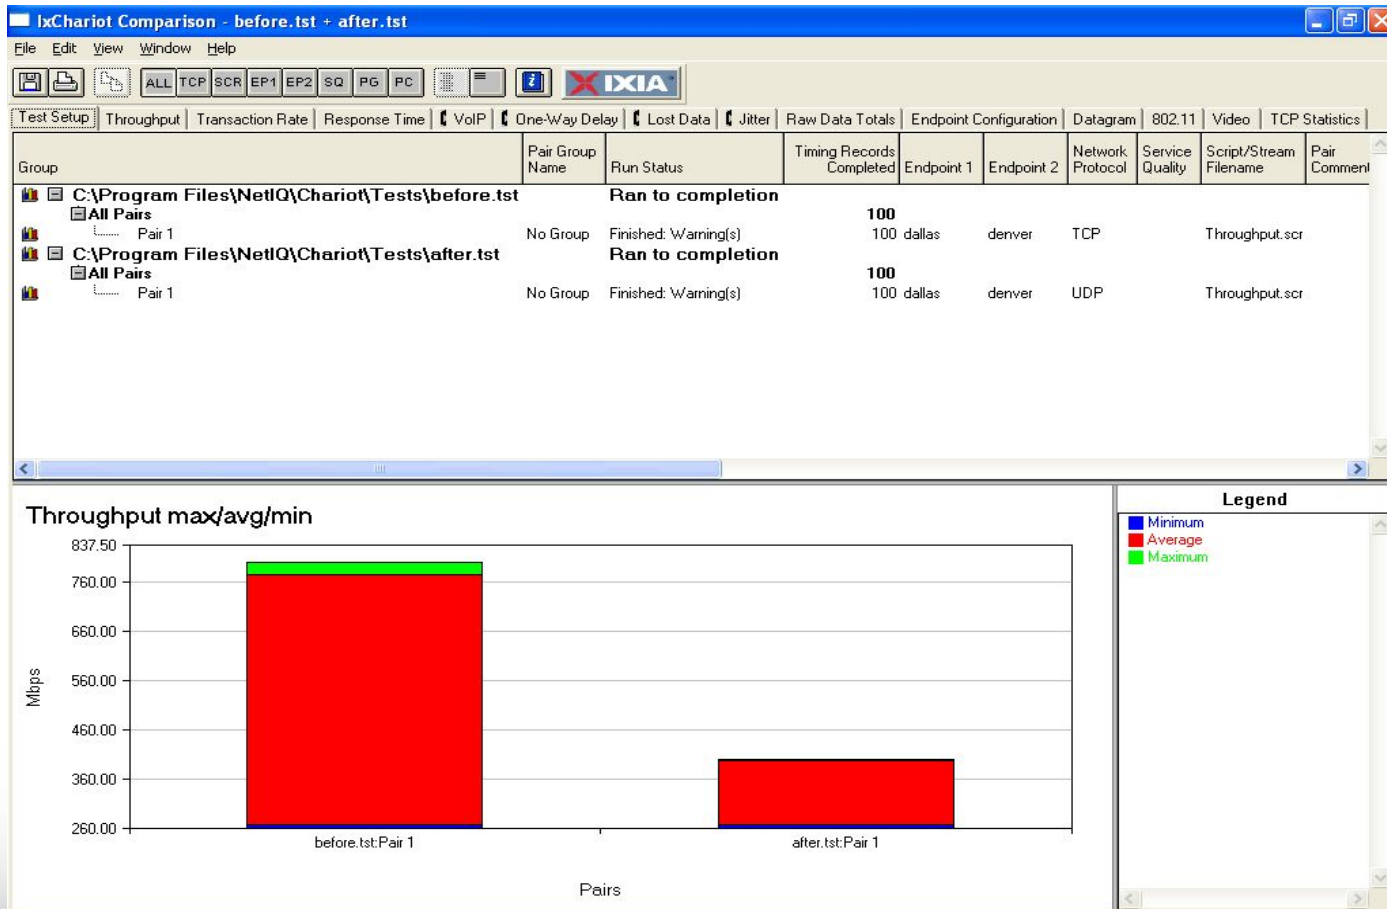 IxChariot Comparison - before.tst + after.tst
File Edit View Window Help
ALL TCP SCR EP1 EP2 SQ PG PC i IXIA
Test Setup Throughput Transaction Rate Response Time VoIP One-Way Delay Lost Data Jitter Raw Data Totals Endpoint Configuration Datagram 802.11 Video TCP Statistics
Group Pair Group Name Run Status Timing Records Completed Endpoint 1 Endpoint 2 Network Protocol Service Quality Script/Stream Filename Pair Comment
C:\Program Files\NetIQ\Chariot\Tests\before.tst Ran to completion
All Pairs 100
Pair 1 No Group Finished: Warning(s) 100 dallas denver TCP Throughput.scr
C:\Program Files\NetIQ\Chariot\Tests\after.tst Ran to completion
All Pairs 100
Pair 1 No Group Finished: Warning(s) 100 dallas denver UDP Throughput.scr
Throughput max/avg/min
837.50
760.00
660.00
560.00
460.00
360.00
260.00
Mbps
before.tst:Pair 1 after.tst:Pair 1
Pairs
Legend
Minimum
Average
Maximum